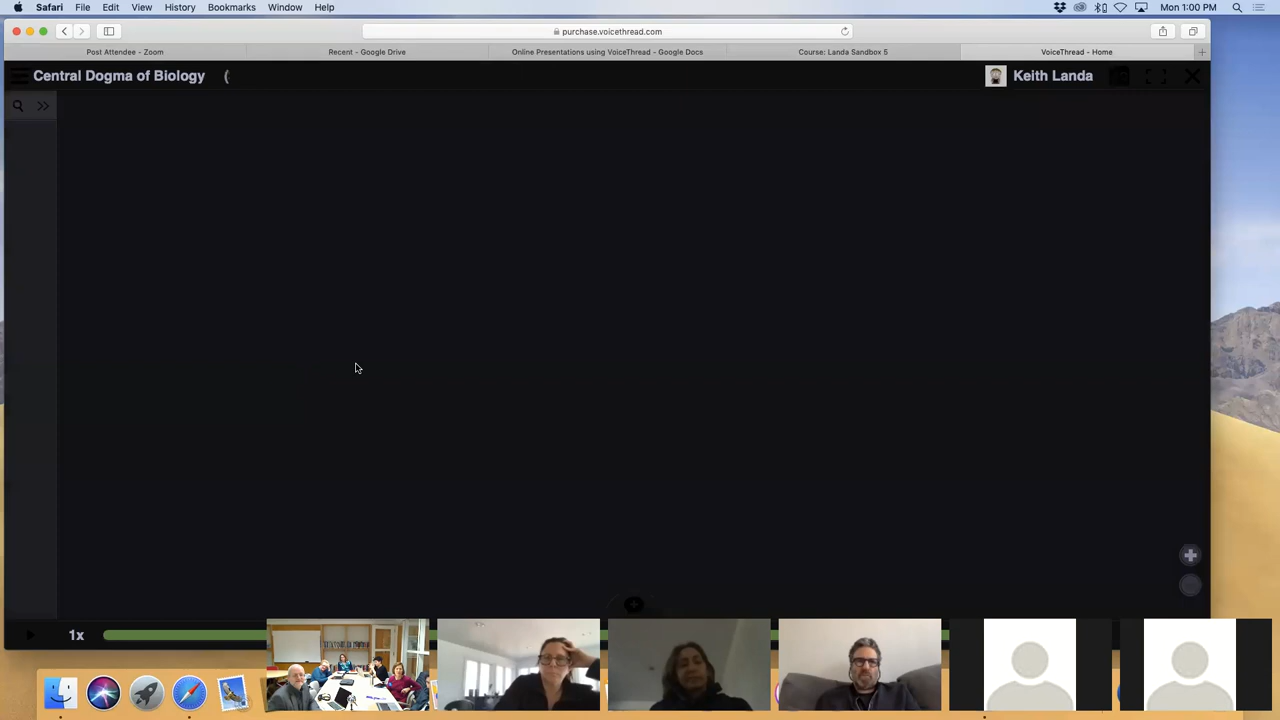 Safari File Edit View History Bookmarks Window Help Mon 1:00 PM
purchase.voicethread.com
Post Attendee - Zoom Recent - Google Drive Online Presentations using VoiceThread - Google Docs Course: Landa Sandbox 5 VoiceThread - Home
Central Dogma of Biology ( Keith Landa
1x